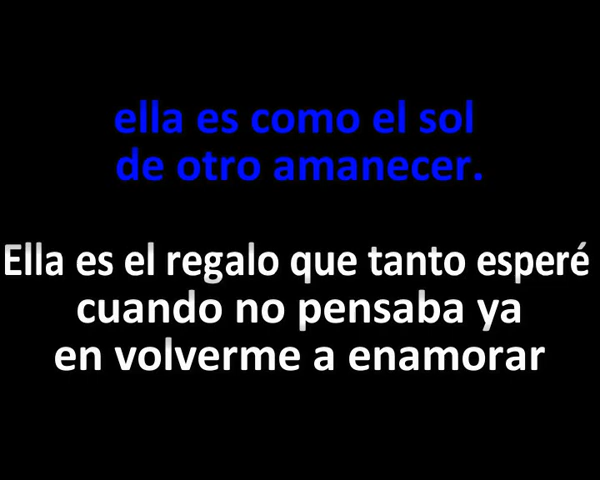 ella es como el sol
de otro amanecer.
Ella es el regalo que tanto esperé
cuando no pensaba ya
en volverme a enamorar